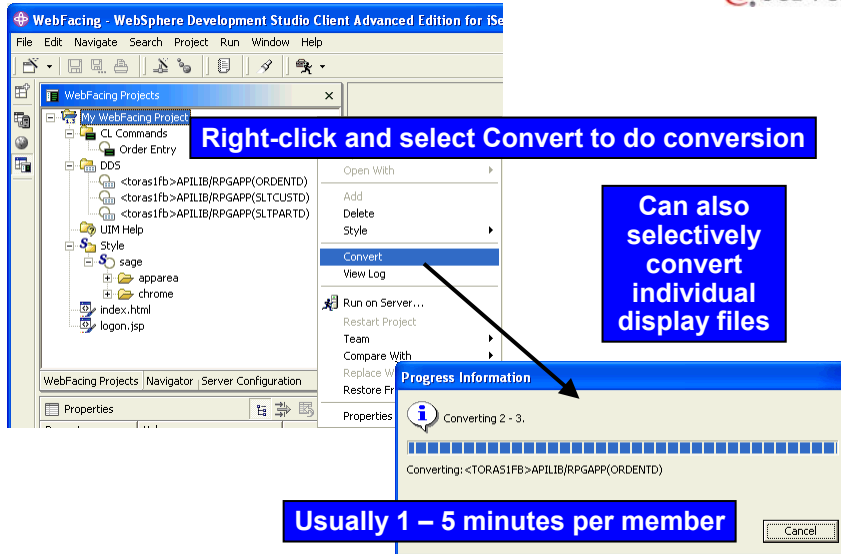 WebFacing - WebSphere Development Studio Client Advanced Edition for iSe
File Edit Navigate Search Project Run Window Help
WebFacing Projects
My WebFacing Project
CL Commands
Order Entry
DDS
<toras1fb>APILIB/RPGAPP(ORDENTD)
<toras1fb>APILIB/RPGAPP(SLTCUSTD)
<toras1fb>APILIB/RPGAPP(SLTPARTD)
UIM Help
Style
sage
apparea
chrome
index.html
logon.jsp
WebFacing Projects Navigator Server Configuration
Properties
Right-click and select Convert to do conversion
Open With
Add
Delete
Style
Convert
View Log
Run on Server...
Restart Project
Team
Compare With
Replace W
Restore Fr
Properties
Can also
selectively
convert
individual
display files
Progress Information
Converting 2 - 3.
Converting: <TORAS1FB>APILIB/RPGAPP(ORDENTD)
Cancel
Usually 1 – 5 minutes per member